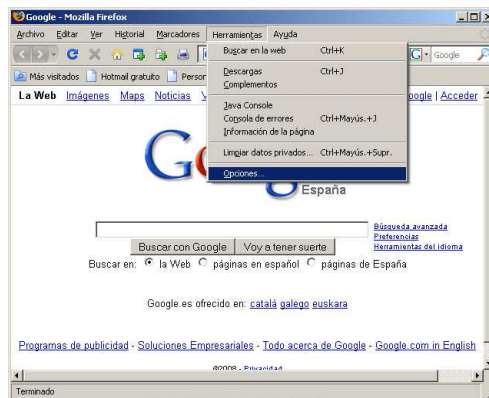 Google - Mozilla Firefox
Archivo Editar Ver Historial Marcadores Herramientas Ayuda
Buscar en la web Ctrl+K
Google
Más visitados Hotmail gratuito
Descargas Ctrl+J
Complementos
La Web Imágenes Maps Noticias
Acceder
Java Console
Consola de errores Ctrl+Mayús.+J
Información de la página
Limpiar datos privados... Ctrl+Mayús.+Supr.
Opciones...
España
Búsqueda avanzada
Preferencias
Herramientas del idioma
Buscar con Google Voy a tener suerte
Buscar en: la Web páginas en español páginas de España
Google.es ofrecido en: català galego euskara
Programas de publicidad - Soluciones Empresariales - Todo acerca de Google - Google.com in English
©2008 - Privacidad
Terminado